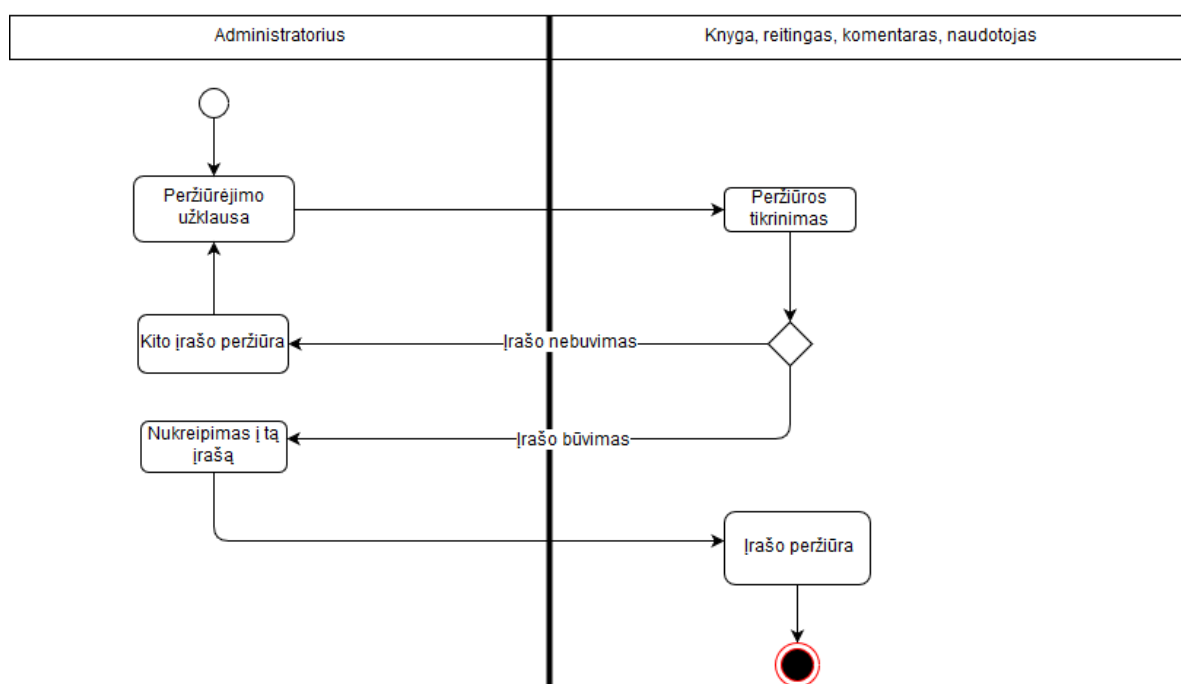 Administratorius
Knyga, reitingas, komentaras, naudotojas
Peržiūrėjimo
užklausa
Peržiūros
tikrinimas
Kito įrašo peržiūra
Įrašo nebuvimas
Nukreipimas į tą
įrašą
Įrašo būvimas
Įrašo peržiūra